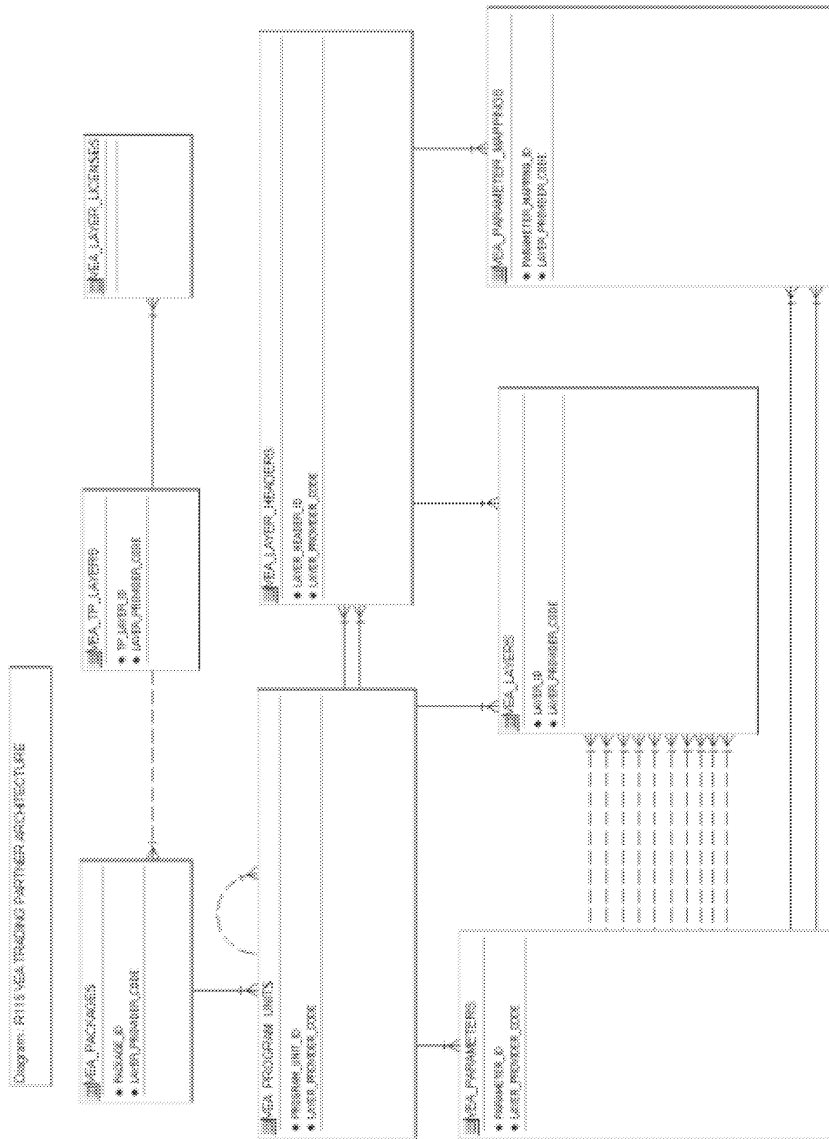 Diagram: R115 VEA TRADING PARTNER ARCHITECTURE
VEA_PACKAGES
PACKAGE_ID
LAYER_PROVIDER_CODE
VEA_TP_LAYERS
TP_LAYER_ID
LAYER_PROVIDER_CODE
VEA_LAYER_LICENSES
VEA_PROGRAM_UNITS
PROGRAM_UNIT_ID
LAYER_PROVIDER_CODE
VEA_LAYER_HEADERS
LAYER_HEADER_ID
LAYER_PROVIDER_CODE
VEA_PARAMETERS
PARAMETER_ID
LAYER_PROVIDER_CODE
VEA_LAYERS
LAYER_ID
LAYER_PROVIDER_CODE
VEA_PARAMETER_MAPPINGS
PARAMETER_MAPPING_ID
LAYER_PROVIDER_CODE